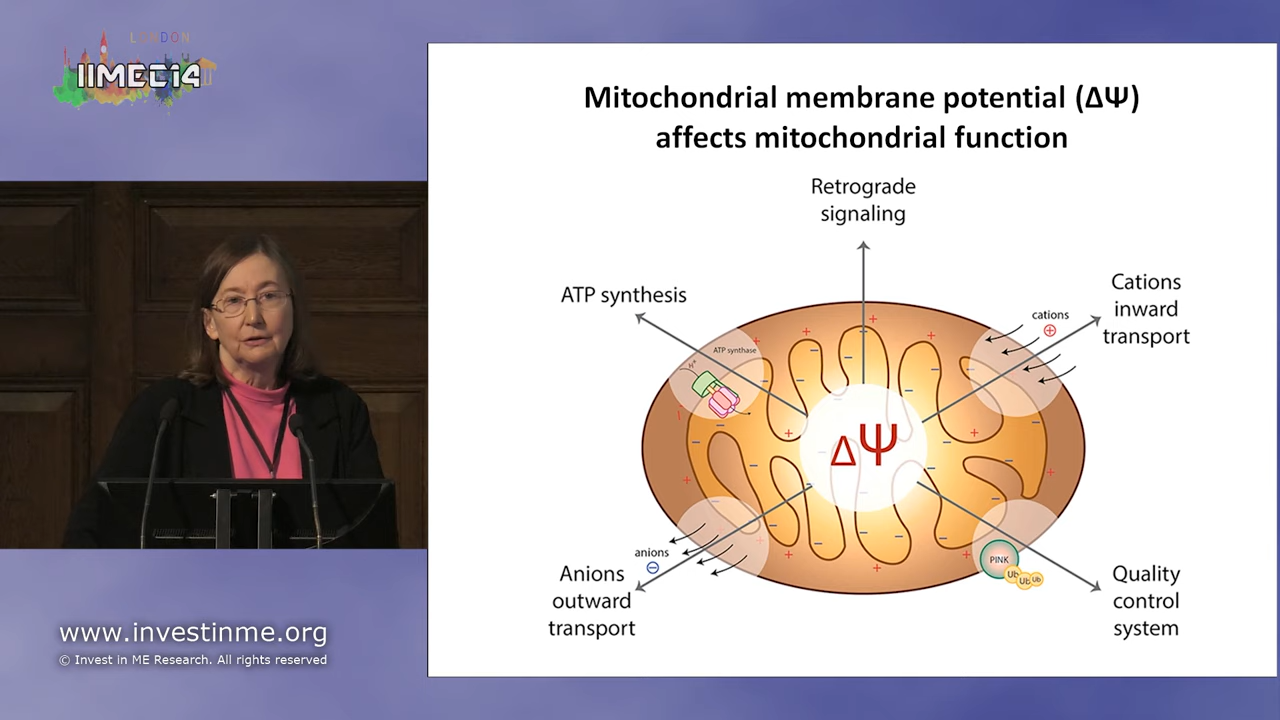 LONDON
IIMEC14
Mitochondrial membrane potential (ΔΨ)
affects mitochondrial function
Retrograde
signaling
ATP synthesis
Cations
inward
transport
cations
+
ATP synthase
H+
ΔΨ
anions
−
Anions
outward
transport
PINK
Ub
Ub
Ub
Quality
control
system
www.investinme.org
© Invest in ME Research. All rights reserved